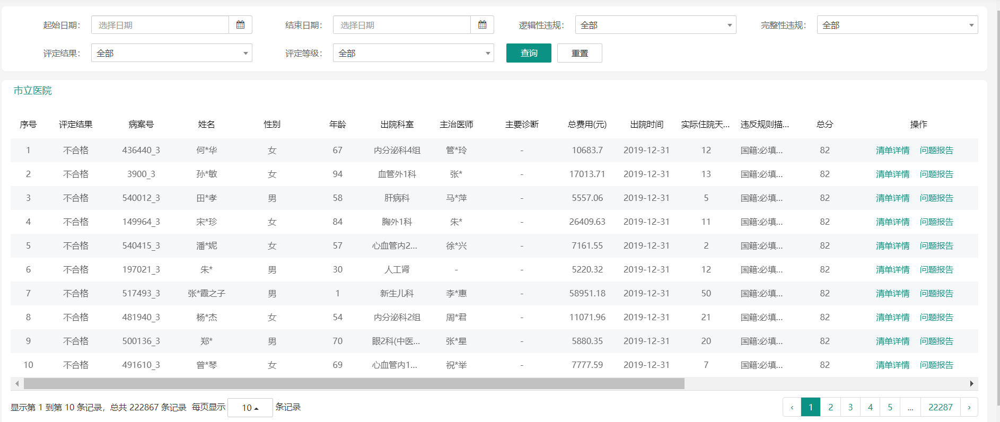 起始日期： 选择日期 结束日期： 选择日期 逻辑性违规： 全部 完整性违规： 全部
评定结果： 全部 评定等级： 全部 查询 重置
市立医院
序号 评定结果 病案号 姓名 性别 年龄 出院科室 主治医师 主要诊断 总费用(元) 出院时间 实际住院天... 违反规则描... 总分 操作
1 不合格 436440_3 何*华 女 67 内分泌科4组 管*玲 - 10683.7 2019-12-31 12 国籍:必填... 82 清单详情 问题报告
2 不合格 3900_3 孙*敏 女 94 血管外1科 张* - 17013.71 2019-12-31 13 国籍:必填... 82 清单详情 问题报告
3 不合格 540012_3 田*孝 男 58 肝病科 马*萍 - 5557.06 2019-12-31 5 国籍:必填... 82 清单详情 问题报告
4 不合格 149964_3 宋*珍 女 84 胸外1科 朱* - 26409.63 2019-12-31 11 国籍:必填... 82 清单详情 问题报告
5 不合格 540415_3 潘*妮 女 57 心血管内2... 徐*兴 - 7161.55 2019-12-31 2 国籍:必填... 82 清单详情 问题报告
6 不合格 197021_3 朱* 男 30 人工肾 - - 5220.32 2019-12-31 12 国籍:必填... 82 清单详情 问题报告
7 不合格 517493_3 张*霞之子 男 1 新生儿科 李*惠 - 58951.18 2019-12-31 50 国籍:必填... 82 清单详情 问题报告
8 不合格 481940_3 杨*杰 女 54 内分泌科2组 周*君 - 11071.96 2019-12-31 21 国籍:必填... 82 清单详情 问题报告
9 不合格 500136_3 郑* 男 70 眼2科(中医... 张*星 - 5880.35 2019-12-31 20 国籍:必填... 82 清单详情 问题报告
10 不合格 491610_3 曾*琴 女 69 心血管内1... 祝*举 - 7777.59 2019-12-31 7 国籍:必填... 82 清单详情 问题报告
显示第 1 到第 10 条记录，总共 222867 条记录 每页显示 10 条记录 ‹ 1 2 3 4 5 ... 22287 ›